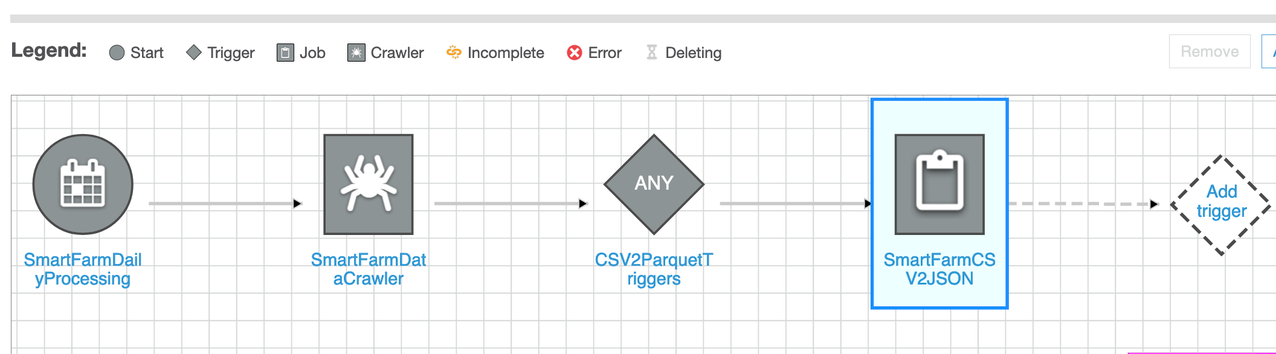 Legend: Start Trigger Job Crawler Incomplete Error Deleting Remove
ANY
Add
trigger
SmartFarmDail
yProcessing
SmartFarmDat
aCrawler
CSV2ParquetT
riggers
SmartFarmCS
V2JSON